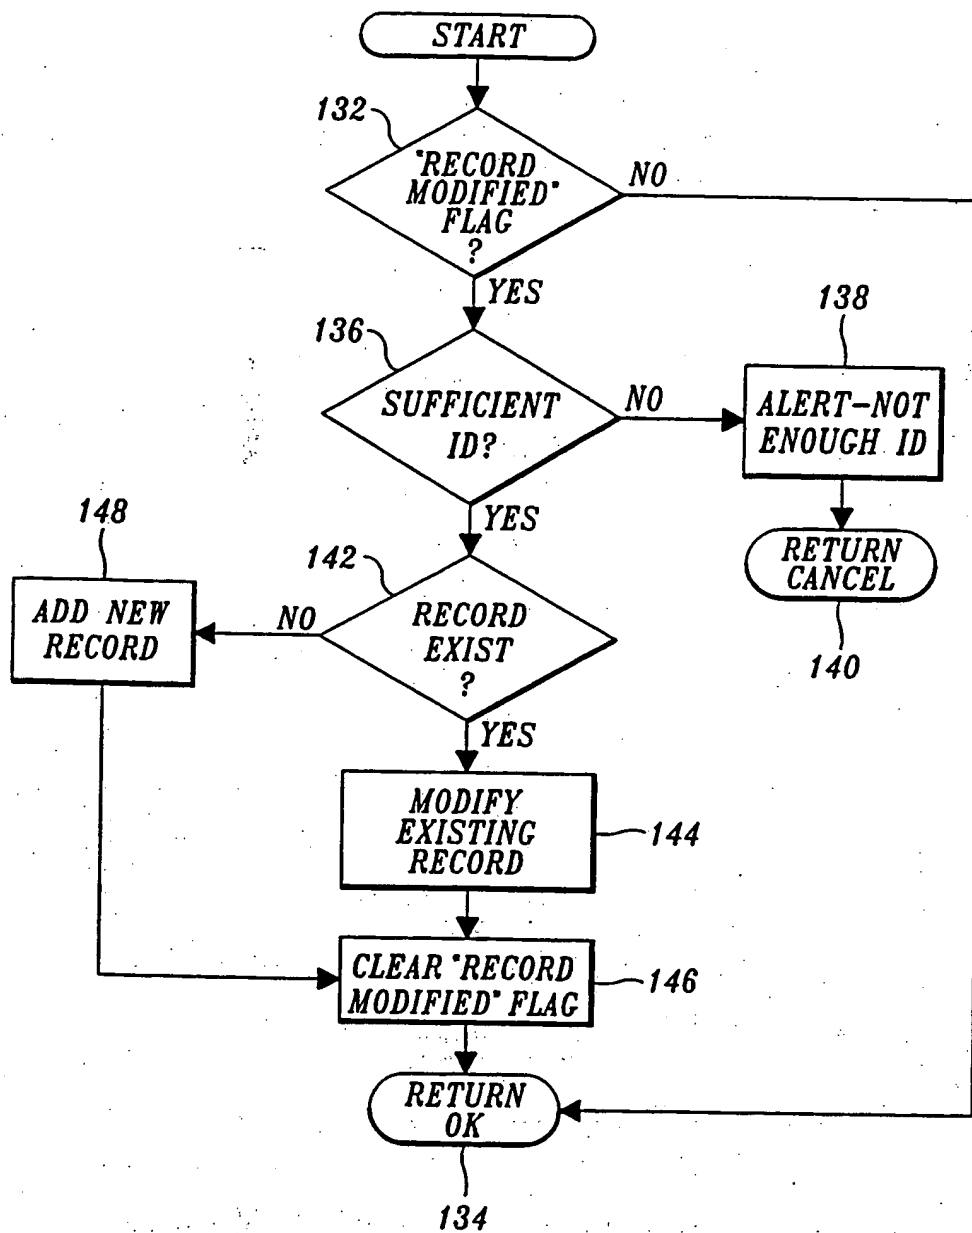 START
132
"RECORD
MODIFIED"
FLAG
?
NO
YES
136
SUFFICIENT
ID?
NO
138
ALERT-NOT
ENOUGH ID
YES
RETURN
CANCEL
140
148
ADD NEW
RECORD
142
NO
RECORD
EXIST
?
YES
MODIFY
EXISTING
RECORD
144
CLEAR "RECORD
MODIFIED" FLAG
146
RETURN
OK
134